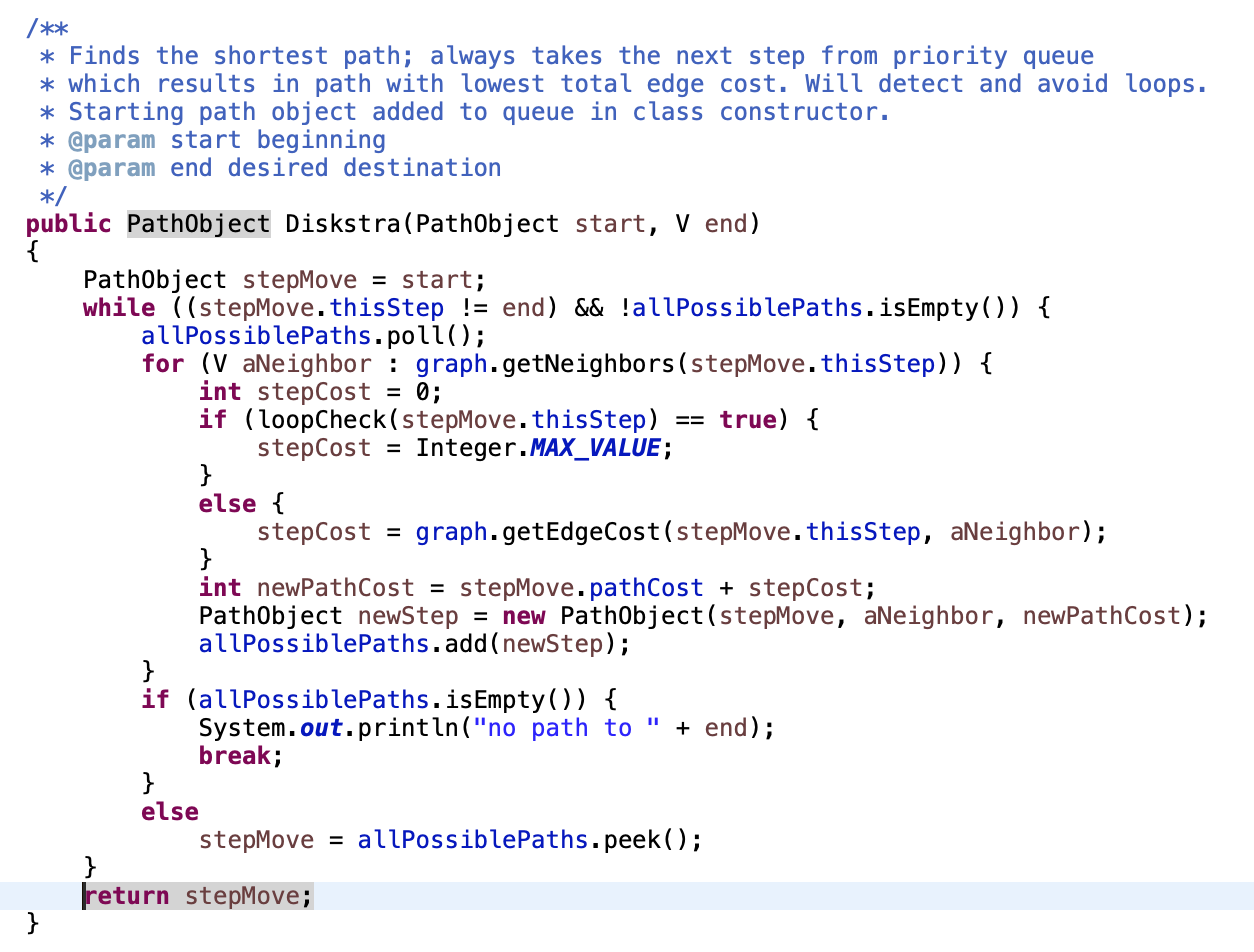 /**
 * Finds the shortest path; always takes the next step from priority queue
 * which results in path with lowest total edge cost. Will detect and avoid loops.
 * Starting path object added to queue in class constructor.
 * @param start beginning
 * @param end desired destination
 */
public PathObject Diskstra(PathObject start, V end)
{
    PathObject stepMove = start;
    while ((stepMove.thisStep != end) && !allPossiblePaths.isEmpty()) {
        allPossiblePaths.poll();
        for (V aNeighbor : graph.getNeighbors(stepMove.thisStep)) {
            int stepCost = 0;
            if (loopCheck(stepMove.thisStep) == true) {
                stepCost = Integer.MAX_VALUE;
            }
            else {
                stepCost = graph.getEdgeCost(stepMove.thisStep, aNeighbor);
            }
            int newPathCost = stepMove.pathCost + stepCost;
            PathObject newStep = new PathObject(stepMove, aNeighbor, newPathCost);
            allPossiblePaths.add(newStep);
        }
        if (allPossiblePaths.isEmpty()) {
            System.out.println("no path to " + end);
            break;
        }
        else
            stepMove = allPossiblePaths.peek();
    }
    return stepMove;
}